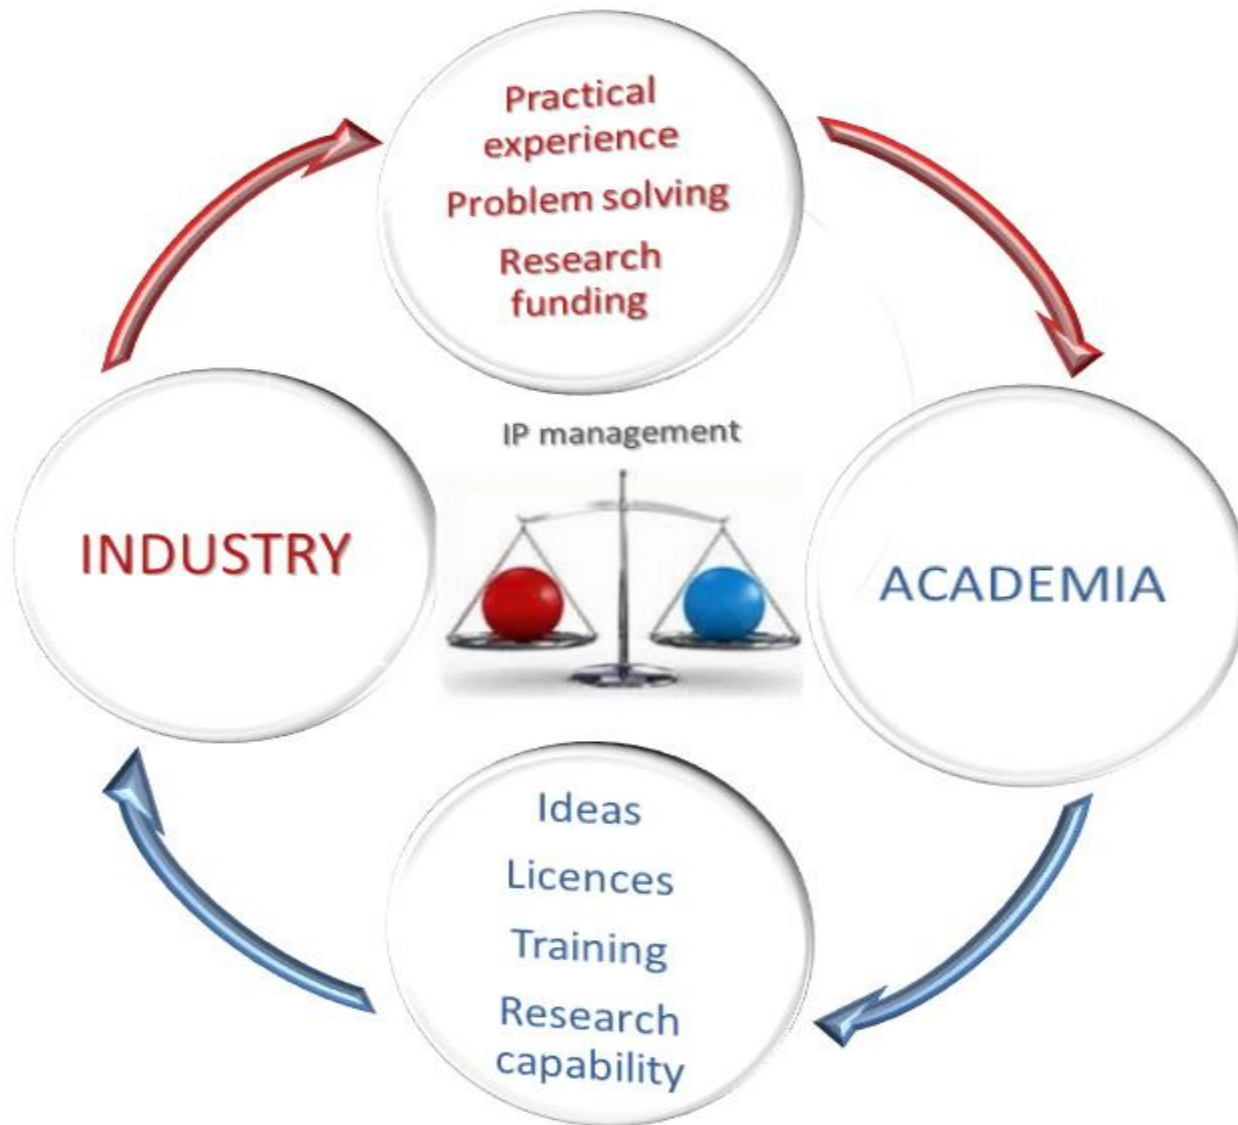 Practical
experience
Problem solving
Research
funding
IP management
INDUSTRY
ACADEMIA
Ideas
Licences
Training
Research
capability